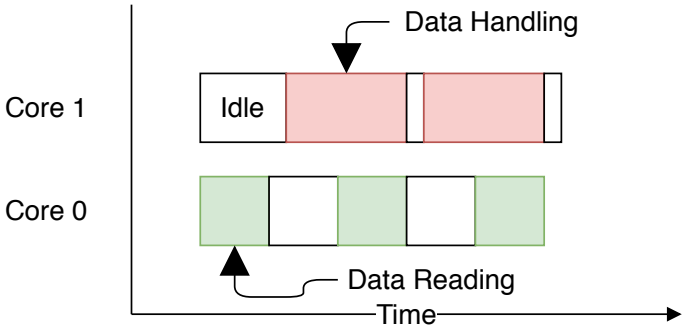 Data Handling
Core 1
Idle
Core 0
Data Reading
Time